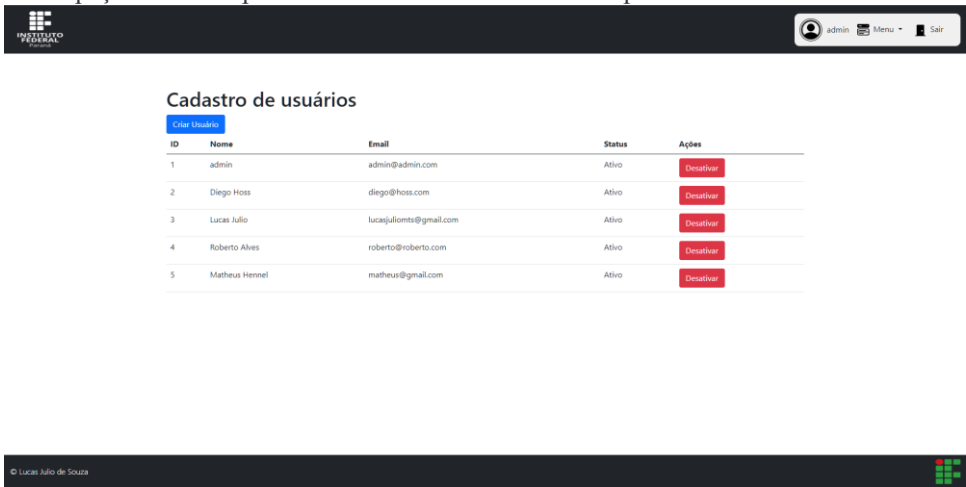 INSTITUTO
FEDERAL
Paraná
admin Menu Sair
Cadastro de usuários
Criar Usuário
ID Nome Email Status Ações
1 admin admin@admin.com Ativo Desativar
2 Diego Hoss diego@hoss.com Ativo Desativar
3 Lucas Julio lucasjuliomts@gmail.com Ativo Desativar
4 Roberto Alves roberto@roberto.com Ativo Desativar
5 Matheus Hennel matheus@gmail.com Ativo Desativar
© Lucas Julio de Souza